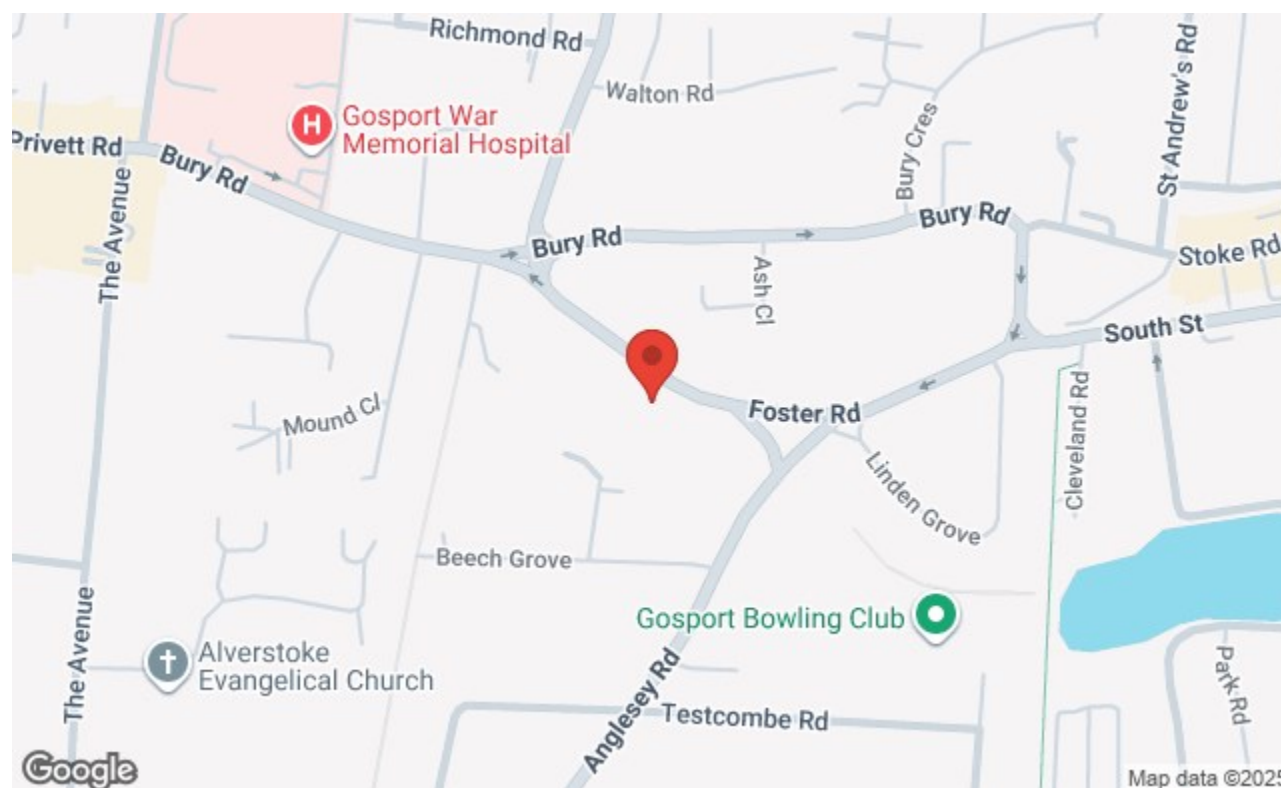 Richmond Rd
Walton Rd
St Andrew's Rd
Gosport War
Memorial Hospital
Privett Rd
Bury Rd
Bury Cres
The Avenue
Bury Rd
Bury Rd
Stoke Rd
Ash Cl
South St
Mound Cl
Foster Rd
Cleveland Rd
Linden Grove
Beech Grove
Gosport Bowling Club
The Avenue
Alverstoke
Evangelical Church
Park Rd
Anglesey Rd
Testcombe Rd
Google
Map data ©2025
H